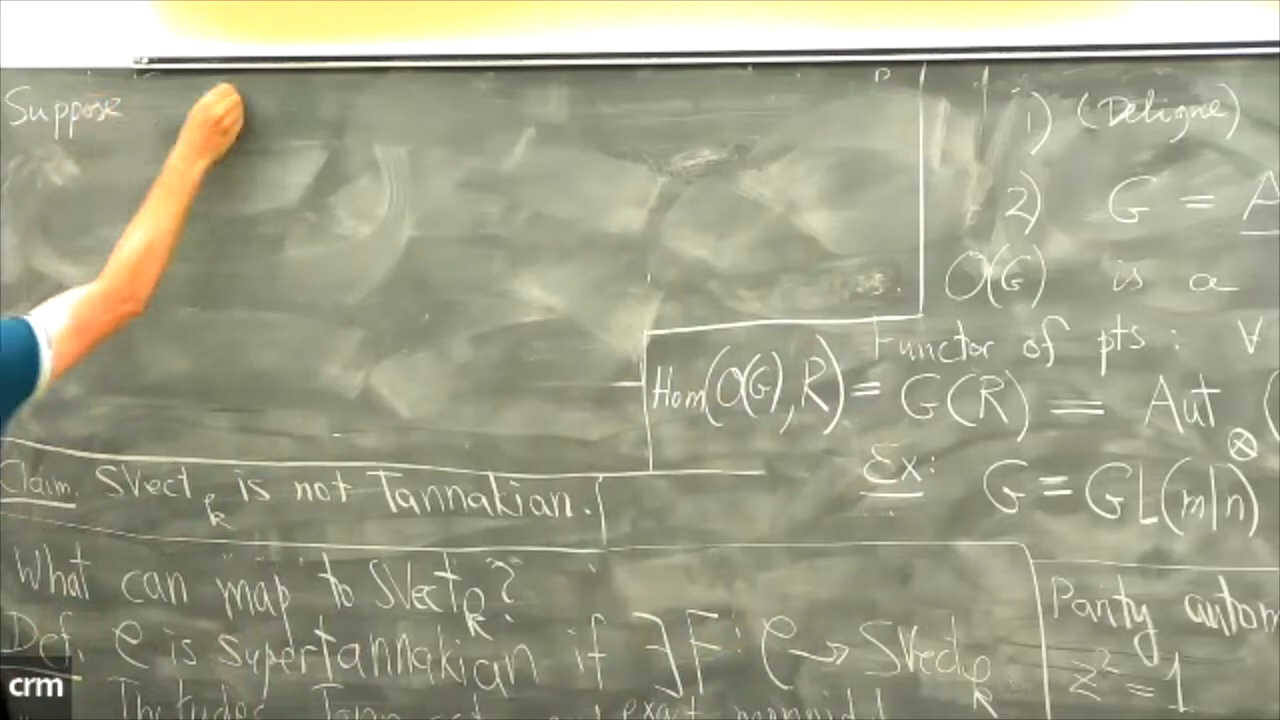 Suppose
Claim. SVect_k is not Tannakian.
What can map to SVect_k?
Def. C is supertannakian if ∃ F: C → SVect_k
exact
1) (Deligne)
2) G =
O(G) is a
Functor of pts: ∀
Hom(O(G), R) = G(R) = Aut^⊗ (
Ex: G = GL(m|n)
Parity autom
z² = 1
crm